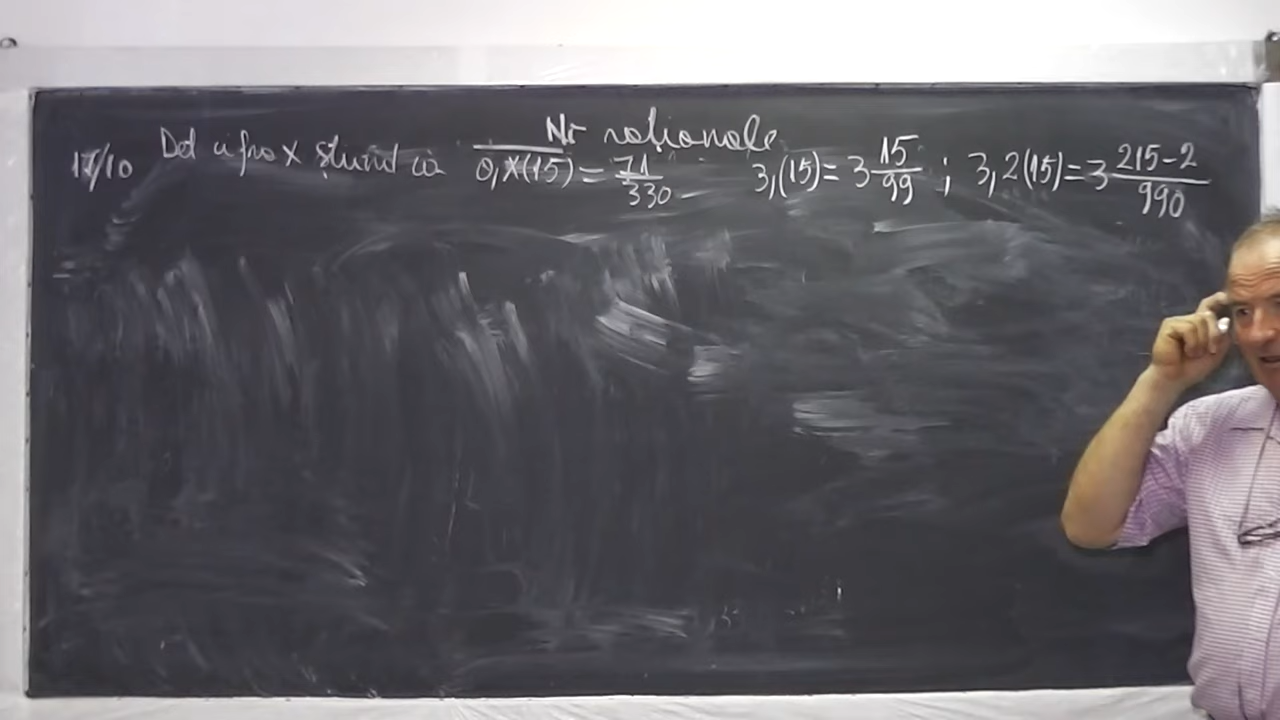 Nr raționale
17/10 Det cifra x știind că 0,x(15) = 71/330 3,(15) = 3 15/99 ; 3,2(15) = 3 215-2/990